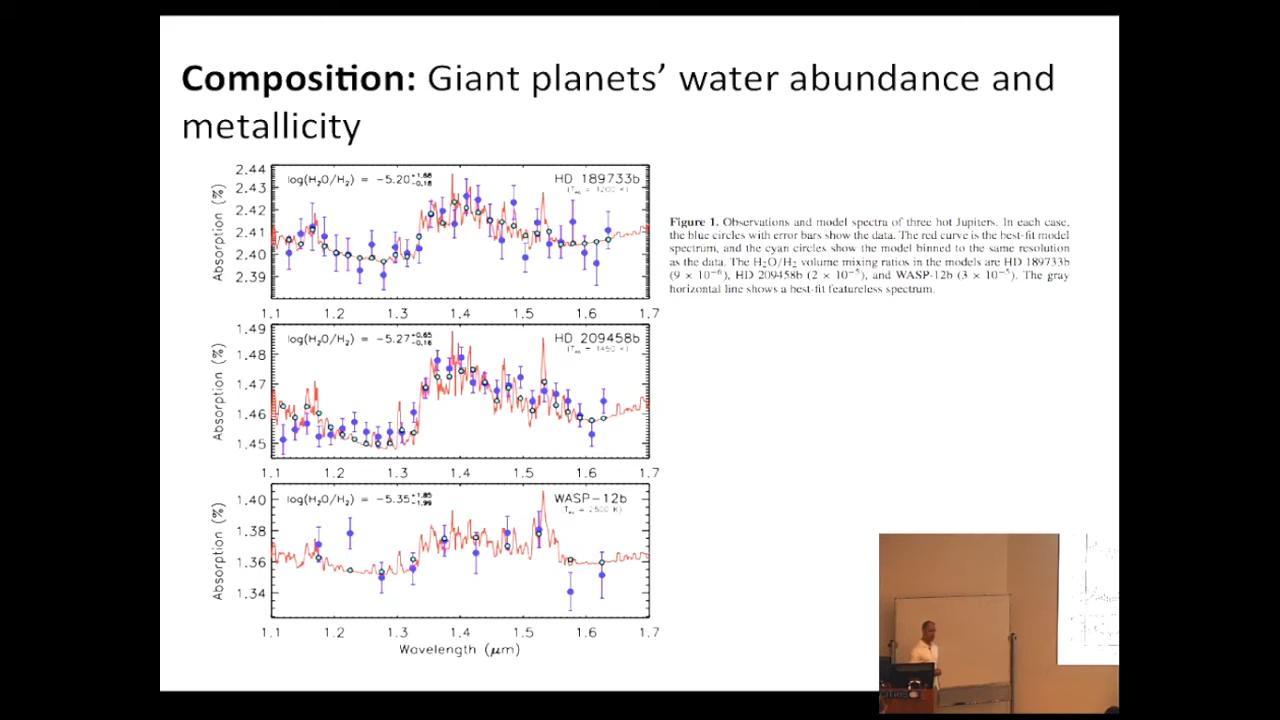 Composition: Giant planets’ water abundance and
metallicity
2.44
2.43
2.42
2.41
2.40
2.39
Absorption (%)
log(H₂O/H₂) = −5.20
HD 189733b
1.1 1.2 1.3 1.4 1.5 1.6 1.7
1.49
1.48
1.47
1.46
1.45
Absorption (%)
log(H₂O/H₂) = −5.27
HD 209458b
1.1 1.2 1.3 1.4 1.5 1.6 1.7
1.40
1.38
1.36
1.34
Absorption (%)
log(H₂O/H₂) = −5.35
WASP−12b
1.1 1.2 1.3 1.4 1.5 1.6 1.7
Wavelength (μm)
Figure 1. Observations and model spectra of three hot Jupiters. In each case,
the blue circles with error bars show the data. The red curve is the best-fit model
spectrum, and the cyan circles show the model binned to the same resolution
as the data. The H₂O/H₂ volume mixing ratios in the models are HD 189733b
(9 × 10⁻⁶), HD 209458b (2 × 10⁻⁵), and WASP-12b (3 × 10⁻⁵). The gray
horizontal line shows a best-fit featureless spectrum.